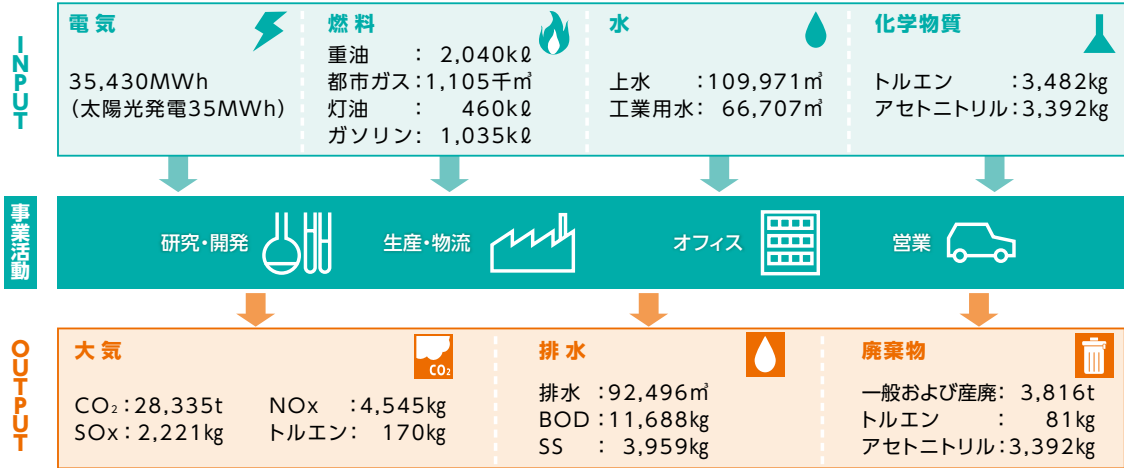 INPUT
電気
35,430MWh
(太陽光発電35MWh)
燃料
重油 : 2,040kℓ
都市ガス:1,105千㎥
灯油 : 460kℓ
ガソリン: 1,035kℓ
水
上水 :109,971㎥
工業用水: 66,707㎥
化学物質
トルエン :3,482kg
アセトニトリル:3,392kg
事業活動
研究・開発
生産・物流
オフィス
営業
OUTPUT
大気
CO₂
CO₂:28,335t NOx :4,545kg
SOx:2,221kg トルエン: 170kg
排水
排水 :92,496㎥
BOD:11,688kg
SS : 3,959kg
廃棄物
一般および産廃: 3,816t
トルエン : 81kg
アセトニトリル:3,392kg